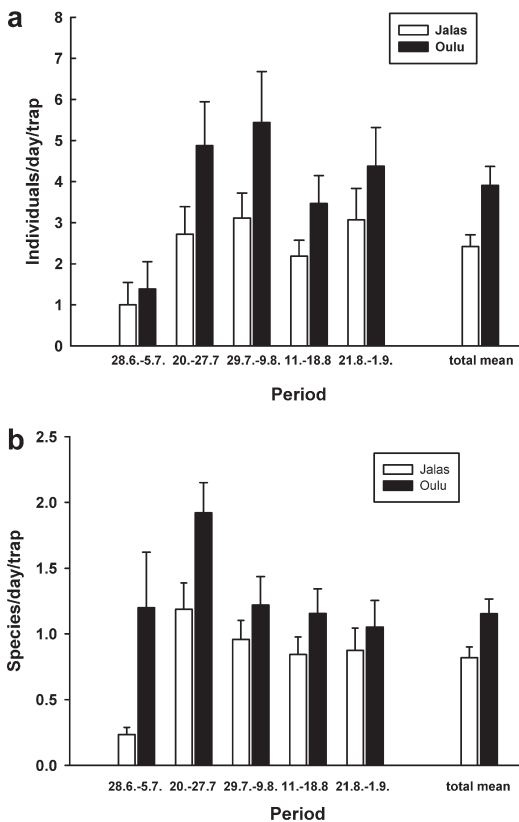 a
8
7
6
5
4
3
2
1
0
Individuals/day/trap
Jalas
Oulu
28.6.-5.7. 20.-27.7 29.7.-9.8. 11.-18.8 21.8.-1.9. total mean
Period
b
2.5
2.0
1.5
1.0
0.5
0.0
Species/day/trap
Jalas
Oulu
28.6.-5.7. 20.-27.7 29.7.-9.8. 11.-18.8 21.8.-1.9. total mean
Period